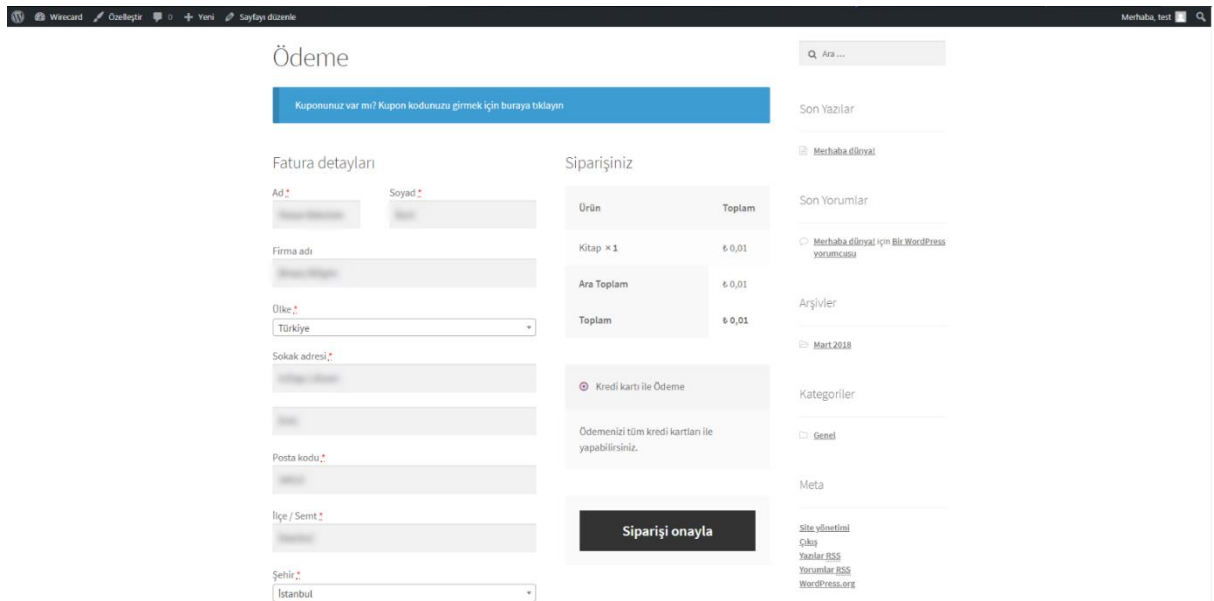 Wirecard Özelleştir 0 Yeni Sayfayı düzenle
Merhaba, test
Ödeme
Kuponunuz var mı? Kupon kodunuzu girmek için buraya tıklayın
Fatura detayları
Ad *
Soyad *
Firma adı
Ülke *
Türkiye
Sokak adresi *
Posta kodu *
İlçe / Semt *
Şehir *
İstanbul
Siparişiniz
Ürün Toplam
Kitap × 1 ₺ 0,01
Ara Toplam ₺ 0,01
Toplam ₺ 0,01
Kredi kartı ile Ödeme
Ödemenizi tüm kredi kartları ile
yapabilirsiniz.
Siparişi onayla
Ara ...
Son Yazılar
Merhaba dünya!
Son Yorumlar
Merhaba dünya! için Bir WordPress
yorumcusu
Arşivler
Mart 2018
Kategoriler
Genel
Meta
Site yönetimi
Çıkış
Yazılar RSS
Yorumlar RSS
WordPress.org